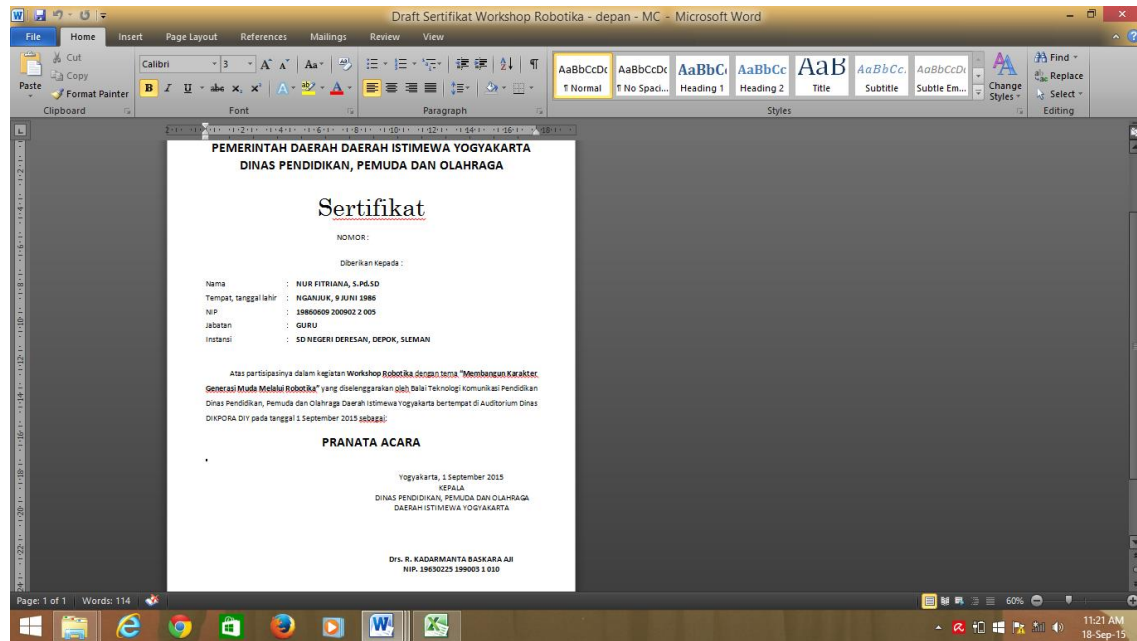 Draft Sertifikat Workshop Robotika - depan - MC - Microsoft Word
File Home Insert Page Layout References Mailings Review View
Paste
Cut
Copy
Format Painter
Clipboard
Calibri 3
Font
Paragraph
AaBbCcDc AaBbCcDc AaBbC AaBbCc AaB AaBbCc. AaBbCcDc
¶ Normal ¶ No Spaci... Heading 1 Heading 2 Title Subtitle Subtle Em...
Change Styles
Styles
Find
Replace
Select
Editing
PEMERINTAH DAERAH DAERAH ISTIMEWA YOGYAKARTA
DINAS PENDIDIKAN, PEMUDA DAN OLAHRAGA
Sertifikat
NOMOR :
Diberikan Kepada :
Nama : NUR FITRIANA, S.Pd.SD
Tempat, tanggal lahir : NGANJUK, 9 JUNI 1986
NIP : 19860609 200902 2 005
Jabatan : GURU
Instansi : SD NEGERI DERESAN, DEPOK, SLEMAN
Atas partisipasinya dalam kegiatan Workshop Robotika dengan tema "Membangun Karakter
Generasi Muda Melalui Robotika" yang diselenggarakan oleh Balai Teknologi Komunikasi Pendidikan
Dinas Pendidikan, Pemuda dan Olahraga Daerah Istimewa Yogyakarta bertempat di Auditorium Dinas
DIKPORA DIY pada tanggal 1 September 2015 sebagai:
PRANATA ACARA
Yogyakarta, 1 September 2015
KEPALA
DINAS PENDIDIKAN, PEMUDA DAN OLAHRAGA
DAERAH ISTIMEWA YOGYAKARTA
Drs. R. KADARMANTA BASKARA AJI
NIP. 19630225 199003 1 010
Page: 1 of 1 Words: 114
60%
11:21 AM
18-Sep-15